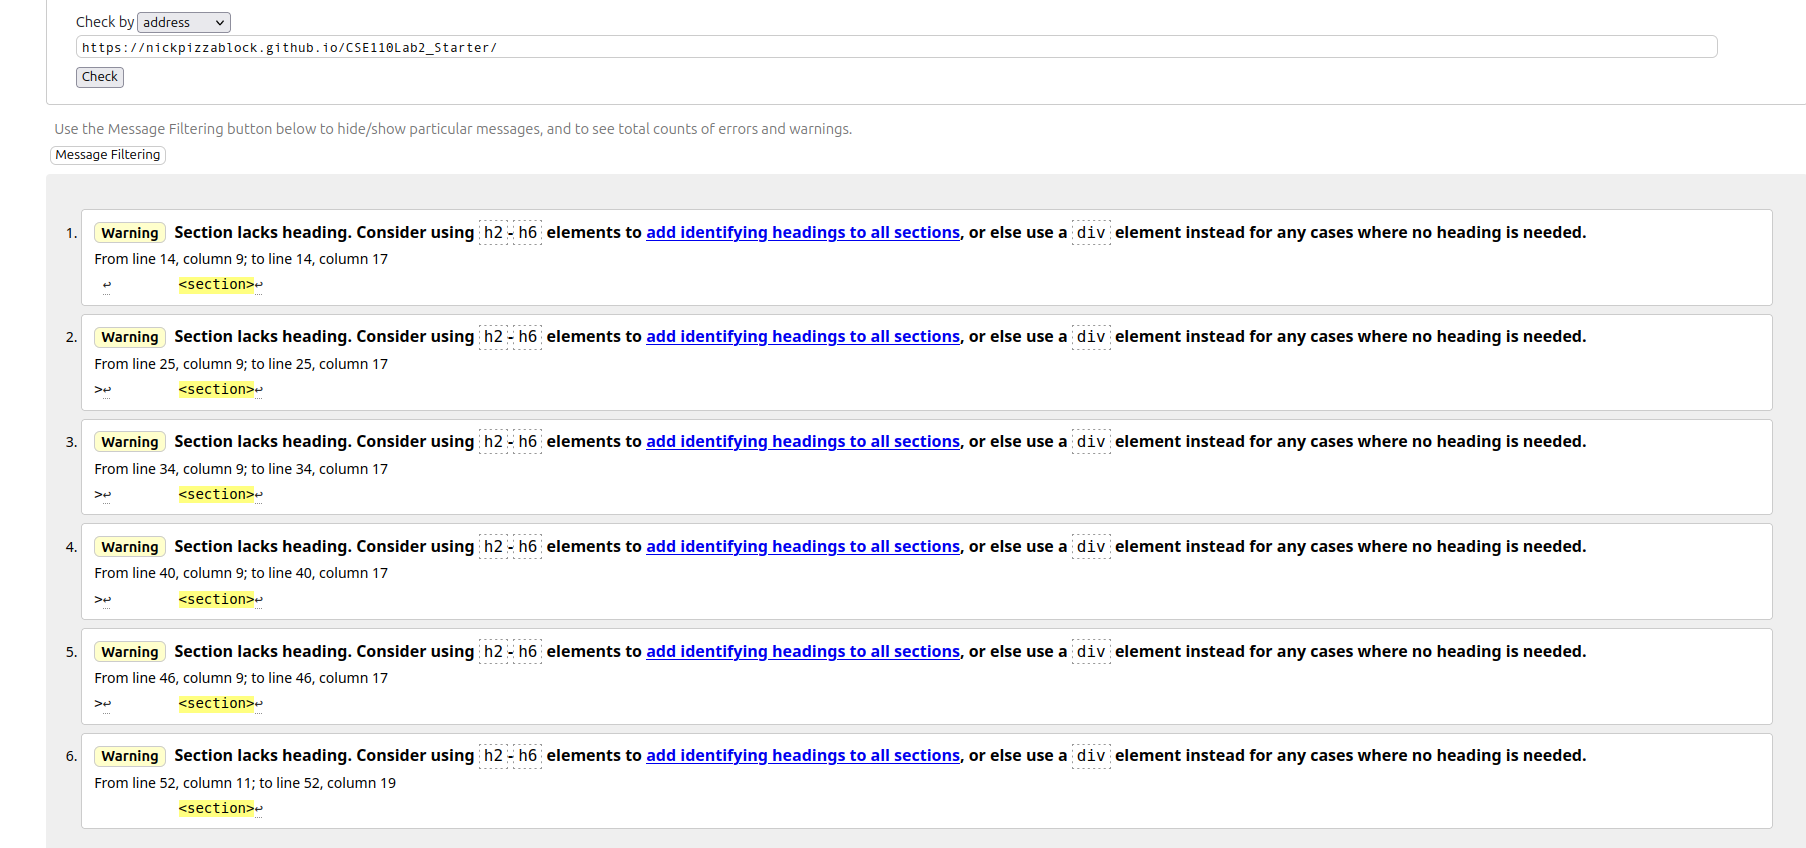 Check by address
https://nickpizzablock.github.io/CSE110Lab2_Starter/
Check
Use the Message Filtering button below to hide/show particular messages, and to see total counts of errors and warnings.
Message Filtering
1. Warning Section lacks heading. Consider using h2-h6 elements to add identifying headings to all sections, or else use a div element instead for any cases where no heading is needed.
From line 14, column 9; to line 14, column 17
↩ <section>↩
2. Warning Section lacks heading. Consider using h2-h6 elements to add identifying headings to all sections, or else use a div element instead for any cases where no heading is needed.
From line 25, column 9; to line 25, column 17
>↩ <section>↩
3. Warning Section lacks heading. Consider using h2-h6 elements to add identifying headings to all sections, or else use a div element instead for any cases where no heading is needed.
From line 34, column 9; to line 34, column 17
>↩ <section>↩
4. Warning Section lacks heading. Consider using h2-h6 elements to add identifying headings to all sections, or else use a div element instead for any cases where no heading is needed.
From line 40, column 9; to line 40, column 17
>↩ <section>↩
5. Warning Section lacks heading. Consider using h2-h6 elements to add identifying headings to all sections, or else use a div element instead for any cases where no heading is needed.
From line 46, column 9; to line 46, column 17
>↩ <section>↩
6. Warning Section lacks heading. Consider using h2-h6 elements to add identifying headings to all sections, or else use a div element instead for any cases where no heading is needed.
From line 52, column 11; to line 52, column 19
<section>↩